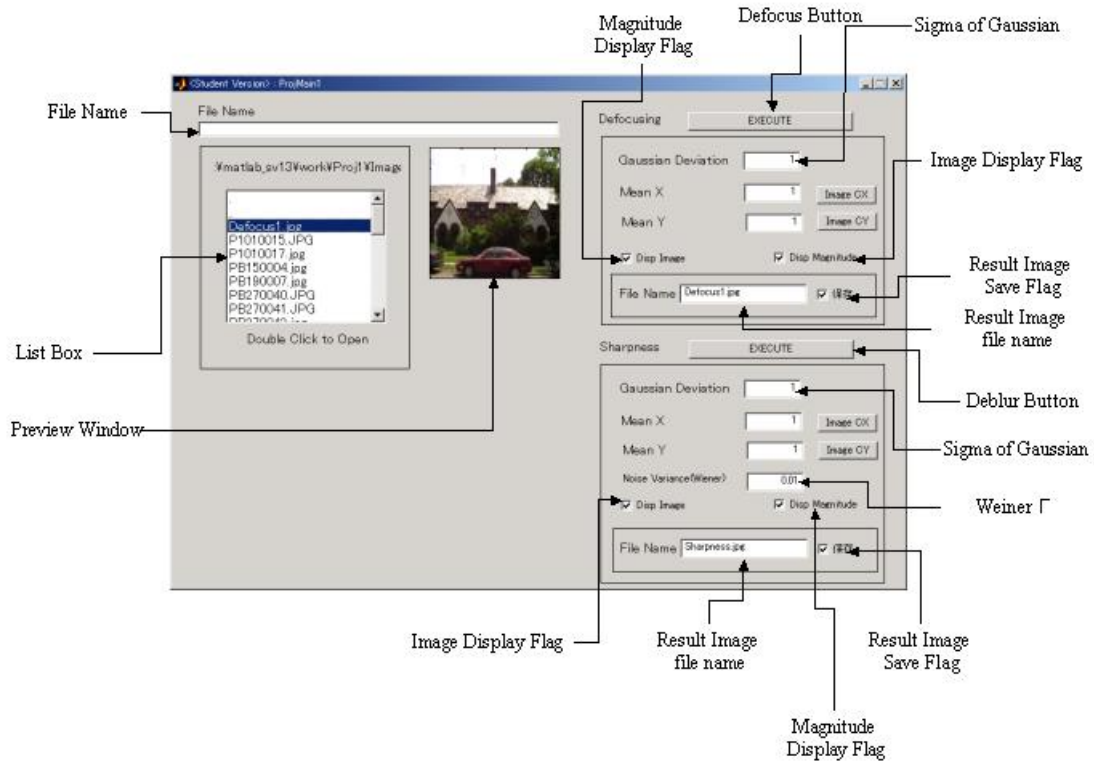 Magnitude
Display Flag
Defocus Button
Sigma of Gaussian
(Student Version) : ProjMain1
File Name
File Name
Defocusing
EXECUTE
¥matlab_sv13¥work¥Proj1¥Image
.
Defocus1.jpg
P1010015.JPG
P1010017.jpg
PB150004.jpg
PB180007.jpg
PB270040.JPG
PB270041.JPG
Double Click to Open
List Box
Preview Window
Gaussian Deviation
1
Image Display Flag
Mean X
1
Image CX
Mean Y
1
Image CY
Disp Image
Disp Magnitude
File Name
Defocus1.jpg
保存
Result Image
Save Flag
Result Image
file name
Sharpness
EXECUTE
Gaussian Deviation
1
Deblur Button
Mean X
1
Image CX
Mean Y
1
Image CY
Sigma of Gaussian
Noise Variance(Wiener)
0.01
Weiner Γ
Disp Image
Disp Magnitude
File Name
Sharpness.jpg
保存
Image Display Flag
Result Image
file name
Result Image
Save Flag
Magnitude
Display Flag